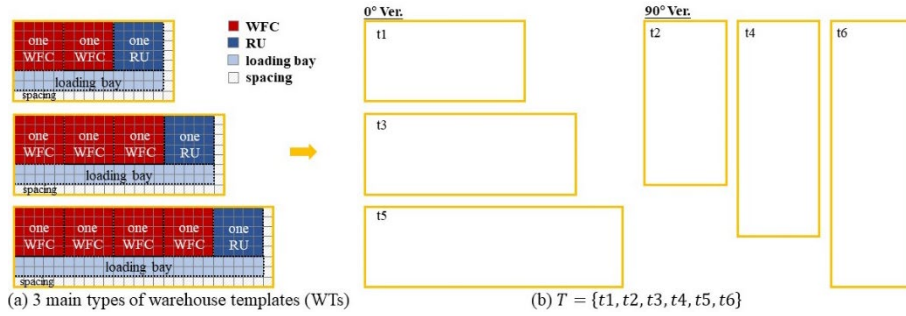 one one one
WFC WFC RU
loading bay
spacing
one one one one
WFC WFC WFC RU
loading bay
spacing
one one one one one
WFC WFC WFC WFC RU
loading bay
spacing
(a) 3 main types of warehouse templates (WTs)
WFC
RU
loading bay
spacing
0° Ver.
t1
t3
t5
90° Ver.
t2
t4
t6
(b) T = {t1, t2, t3, t4, t5, t6}